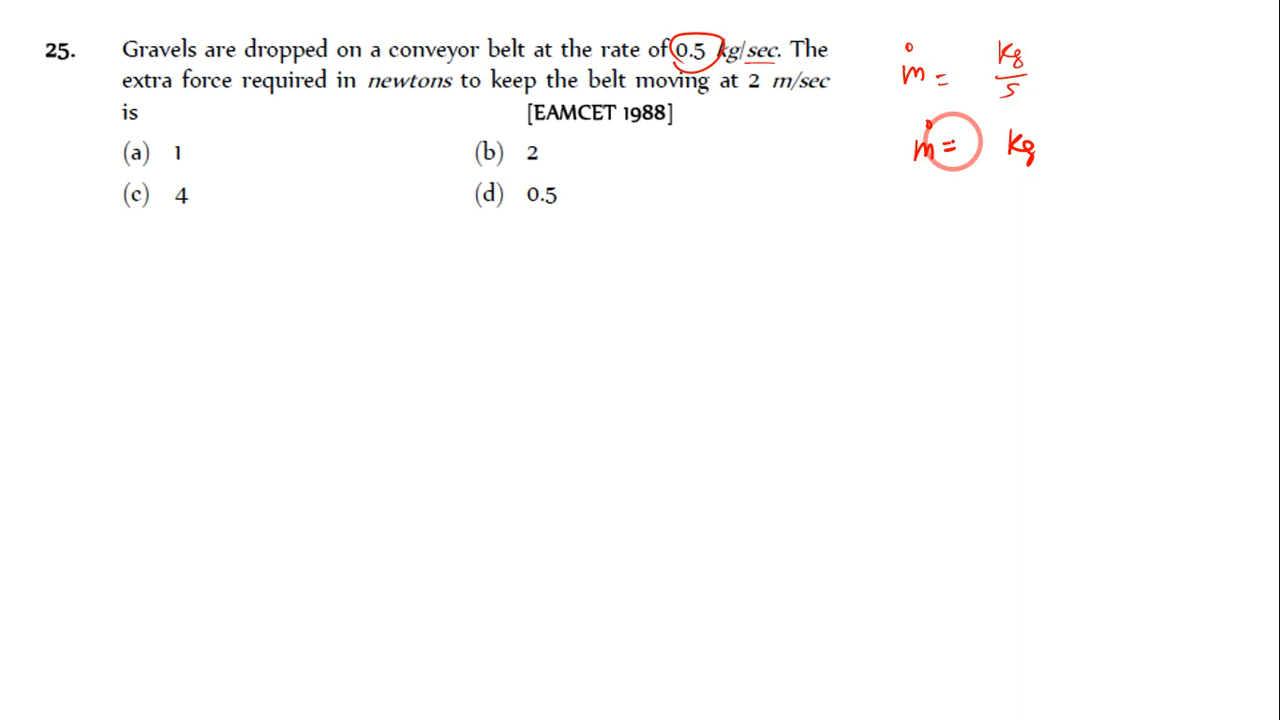 25. Gravels are dropped on a conveyor belt at the rate of 0.5 kg/sec. The
extra force required in newtons to keep the belt moving at 2 m/sec
is [EAMCET 1988]
(a) 1 (b) 2
(c) 4 (d) 0.5
ṁ = kg/s
ṁ = kg